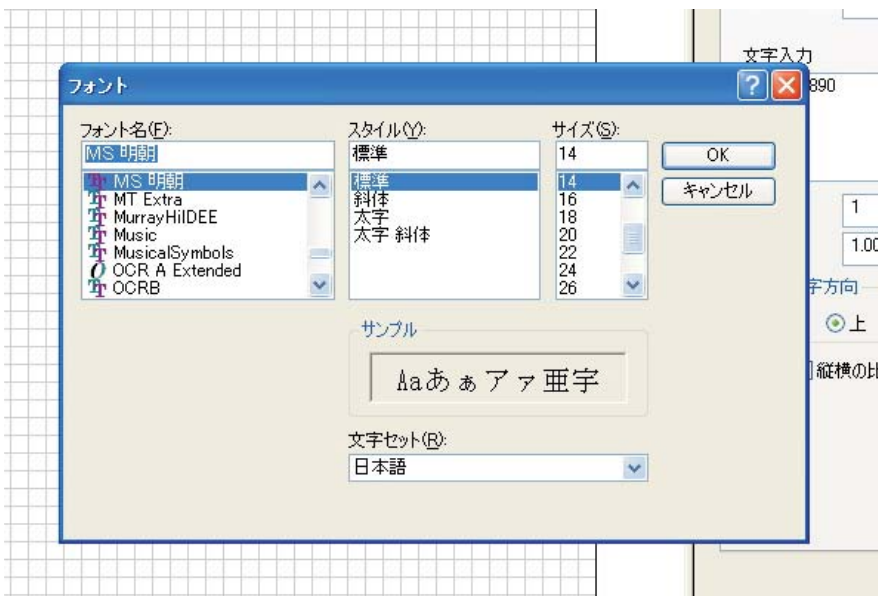 文字入力
フォント
890
フォント名(F):
スタイル(Y):
サイズ(S):
MS 明朝
標準
14
OK
キャンセル
MS 明朝
MT Extra
MurrayHilDEE
Music
MusicalSymbols
OCR A Extended
OCRB
標準
斜体
太字
太字 斜体
14
16
18
20
22
24
26
1
1.00
字方向
上
縦横の比
サンプル
Aaあぁアァ亜宇
文字セット(R):
日本語